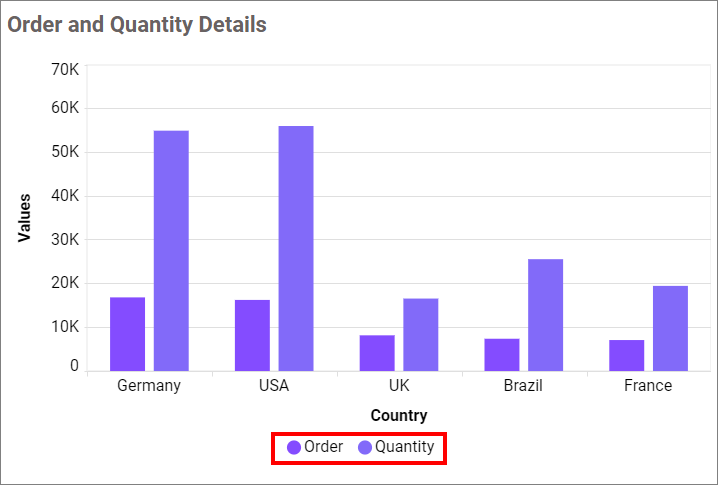 Order and Quantity Details
70K
60K
50K
40K
30K
20K
10K
0
Values
Germany USA UK Brazil France
Country
Order Quantity